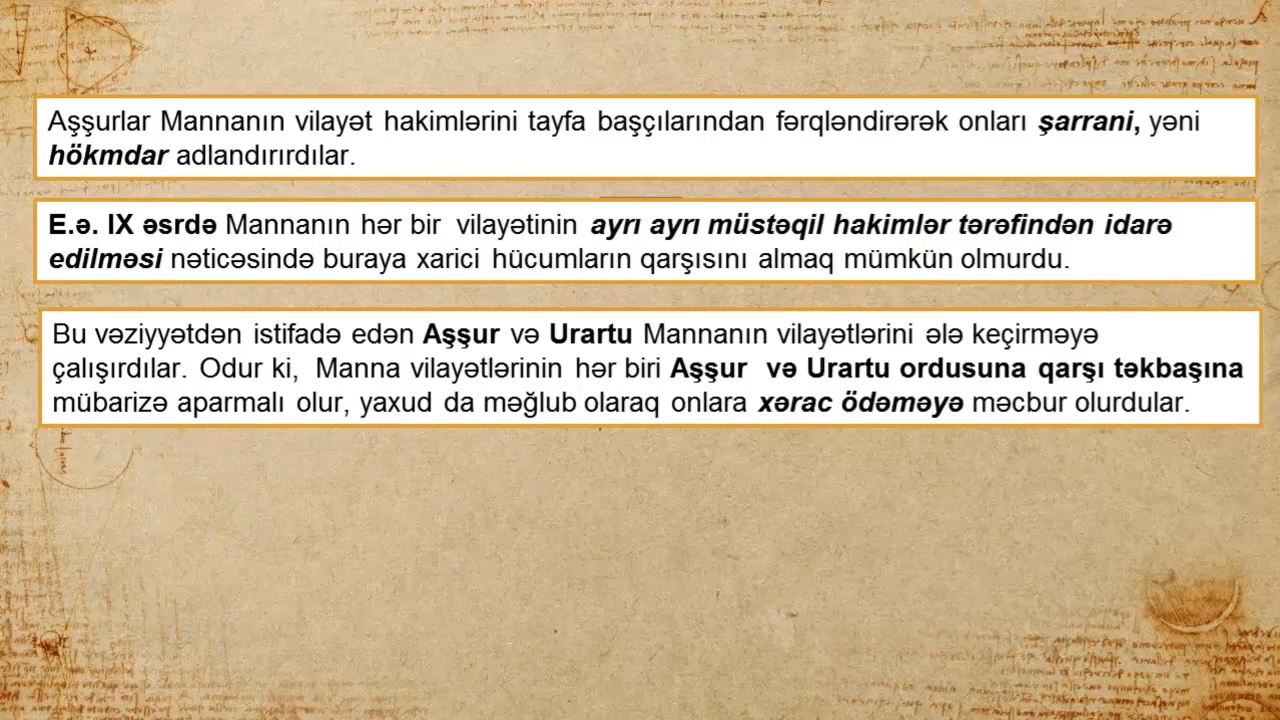 Aşşurlar Mannanın vilayət hakimlərini tayfa başçılarından fərqləndirərək onları şarrani, yəni
hökmdar adlandırırdılar.
E.ə. IX əsrdə Mannanın hər bir vilayətinin ayrı ayrı müstəqil hakimlər tərəfindən idarə
edilməsi nəticəsində buraya xarici hücumların qarşısını almaq mümkün olmurdu.
Bu vəziyyətdən istifadə edən Aşşur və Urartu Mannanın vilayətlərini ələ keçirməyə
çalışırdılar. Odur ki, Manna vilayətlərinin hər biri Aşşur və Urartu ordusuna qarşı təkbaşına
mübarizə aparmalı olur, yaxud da məğlub olaraq onlara xərac ödəməyə məcbur olurdular.